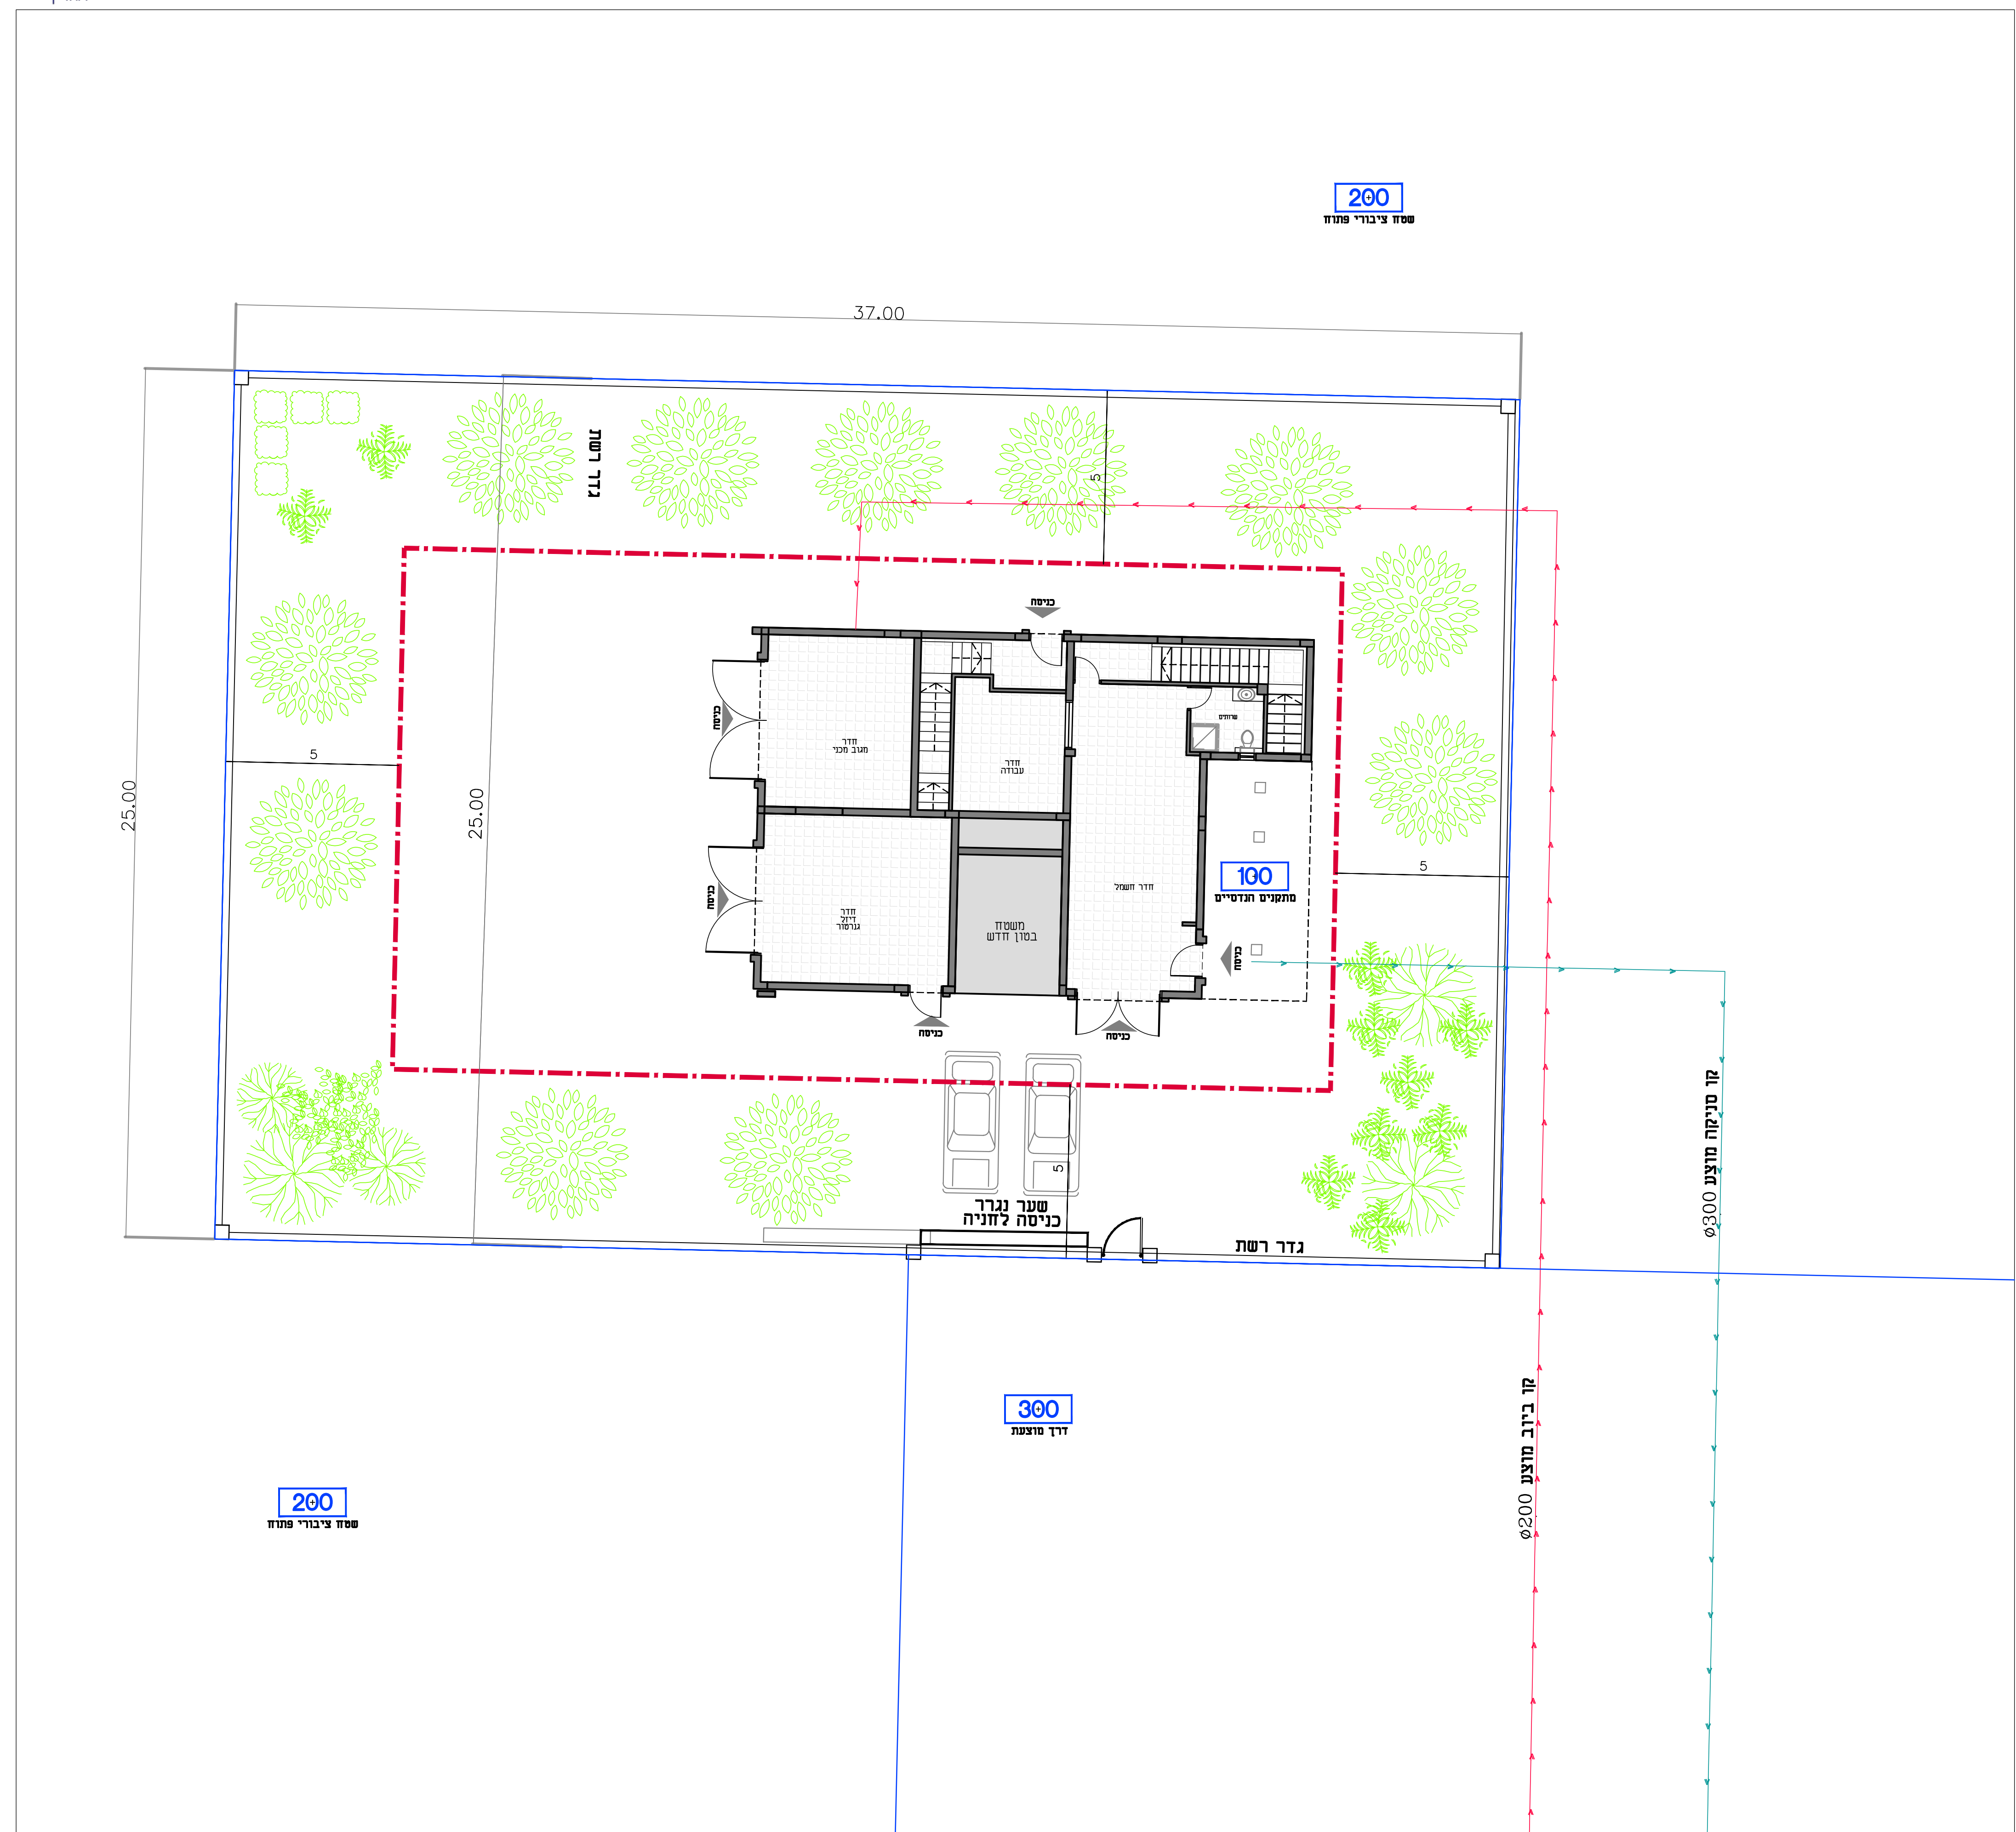 200
שטח ציבורי פתוח
37.00
גדר רשת
5
כניסה
כניסה
חדר
מגוב מכני
חדר
עבודה
שרותים
5
25.00
25.00
100
מתקנים הנדסיים
5
חדר חשמל
חדר
דיזל
גנרטור
כניסה
משטח
בטון חדש
כניסה
כניסה
כניסה
5
שער נגרר
כניסה לחניה
גדר רשת
קו סניקה מוצע ø300
קו ביוב מוצע ø200
300
דרך מוצעת
200
שטח ציבורי פתוח